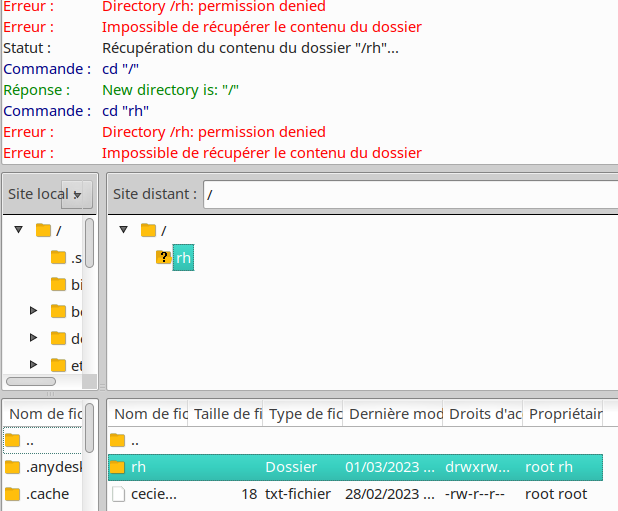 Erreur : Directory /rh: permission denied
Erreur : Impossible de récupérer le contenu du dossier
Statut : Récupération du contenu du dossier "/rh"...
Commande : cd "/"
Réponse : New directory is: "/"
Commande : cd "rh"
Erreur : Directory /rh: permission denied
Erreur : Impossible de récupérer le contenu du dossier
Site local : Site distant : /
/ /
.s ? rh
bi
be
de
et
Nom de fic Nom de fic Taille de fi Type de fic Dernière mod Droits d'ac Propriétair
.. ..
.anydesk rh Dossier 01/03/2023 ... drwxrw... root rh
.cache cecie... 18 txt-fichier 28/02/2023 ... -rw-r--r-- root root